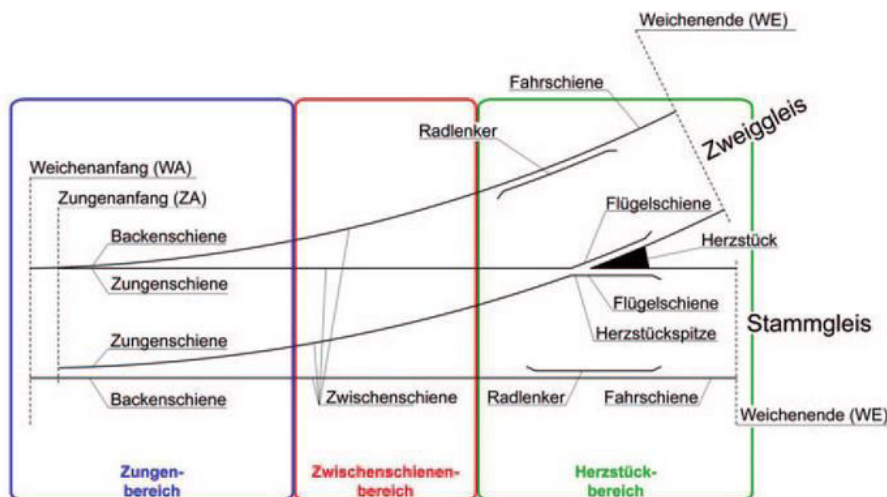 Weichenende (WE)
Fahrschiene
Radlenker
Zweiggleis
Weichenanfang (WA)
Zungenanfang (ZA)
Flügelschiene
Backenschiene
Herzstück
Zungenschiene
Flügelschiene
Stammgleis
Herzstückspitze
Zungenschiene
Backenschiene
Zwischenschiene
Radlenker
Fahrschiene
Weichenende (WE)
Zungen-
bereich
Zwischenschienen-
bereich
Herzstück-
bereich